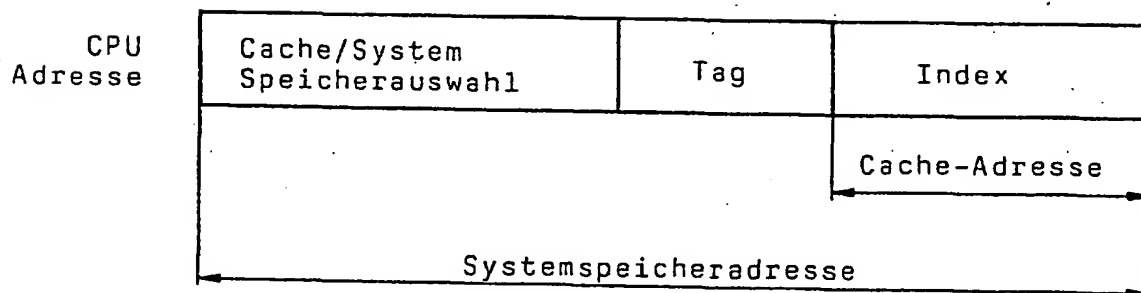 CPU
Adresse
Cache/System
Speicherauswahl
Tag
Index
Cache-Adresse
Systemspeicheradresse